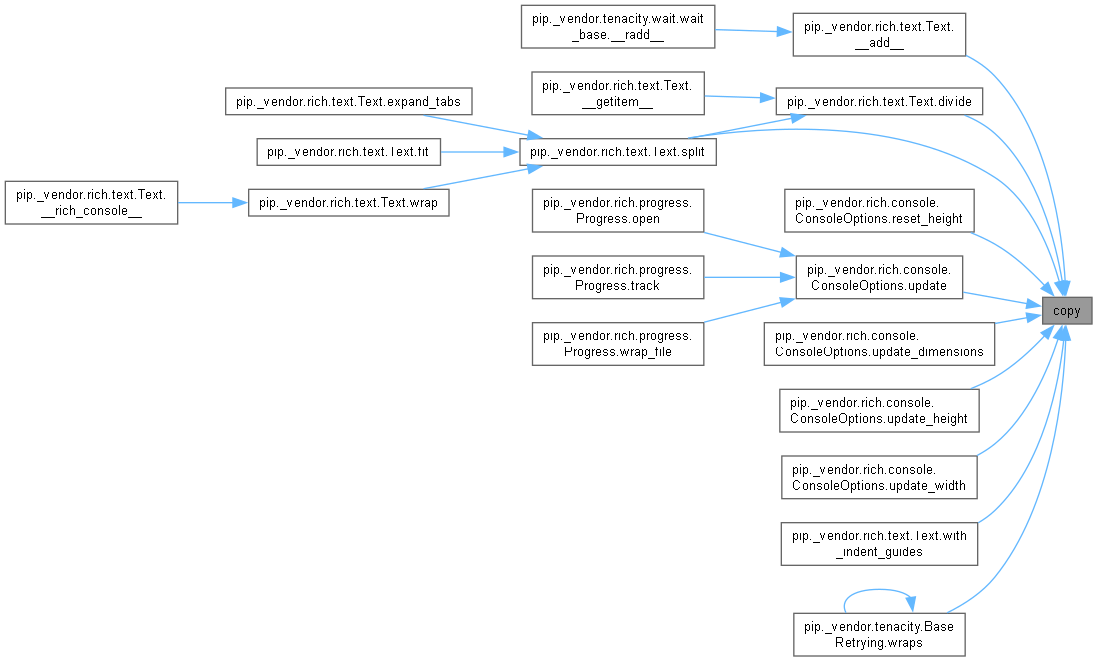 pip._vendor.tenacity.wait.wait
_base.__radd__
pip._vendor.rich.text.Text.
__add__
pip._vendor.rich.text.Text.
__getitem__
pip._vendor.rich.text.Text.divide
pip._vendor.rich.text.Text.expand_tabs
pip._vendor.rich.text.Text.fit
pip._vendor.rich.text.Text.split
pip._vendor.rich.text.Text.
__rich_console__
pip._vendor.rich.text.Text.wrap
pip._vendor.rich.progress.
Progress.open
pip._vendor.rich.console.
ConsoleOptions.reset_height
pip._vendor.rich.progress.
Progress.track
pip._vendor.rich.console.
ConsoleOptions.update
copy
pip._vendor.rich.progress.
Progress.wrap_file
pip._vendor.rich.console.
ConsoleOptions.update_dimensions
pip._vendor.rich.console.
ConsoleOptions.update_height
pip._vendor.rich.console.
ConsoleOptions.update_width
pip._vendor.rich.text.Text.with
_indent_guides
pip._vendor.tenacity.Base
Retrying.wraps